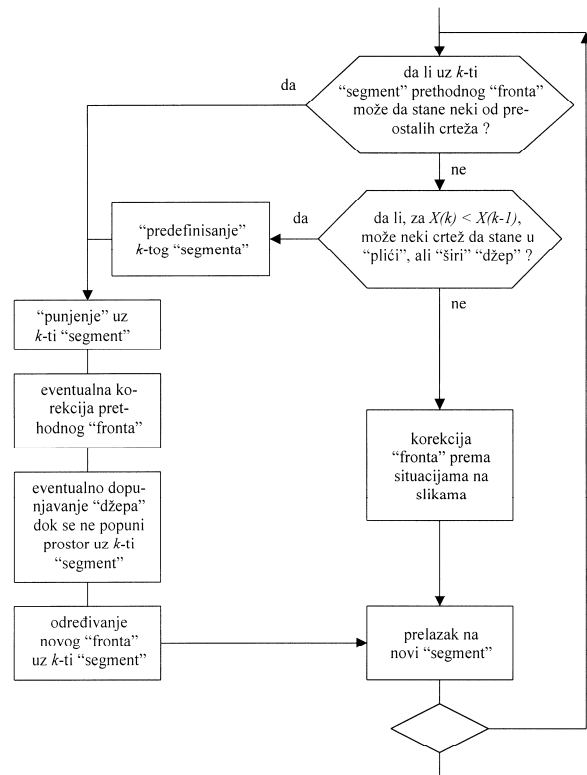 da li uz k-ti
“segment” prethodnog “fronta”
može da stane neki od pre-
ostalih crteža ?
da
ne
da li, za X(k) < X(k-1),
može neki crtež da stane u
“plići”, ali “širi” “džep” ?
da
“predefinisanje”
k-tog “segmenta”
ne
“punjenje” uz
k-ti “segment”
eventualna ko-
rekcija pret-
hodnog “fronta”
eventualno dopu-
njavanje “džepa”
dok se ne popuni
prostor uz k-ti
“segment”
korekcija
“fronta” prema
situacijama na
slikama
određivanje
novog “fronta”
uz k-ti “segment”
prelazak na
novi “segment”